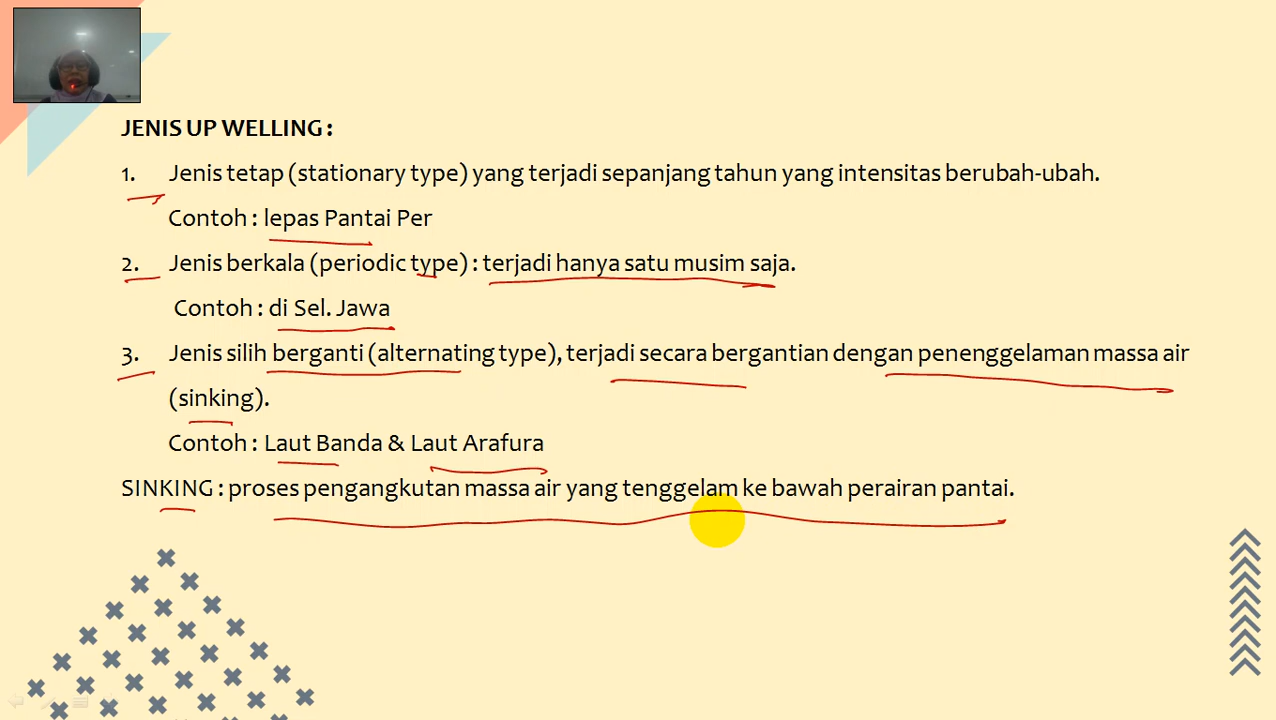 JENIS UP WELLING :
1. Jenis tetap (stationary type) yang terjadi sepanjang tahun yang intensitas berubah-ubah.
Contoh : lepas Pantai Per
2. Jenis berkala (periodic type) : terjadi hanya satu musim saja.
Contoh : di Sel. Jawa
3. Jenis silih berganti (alternating type), terjadi secara bergantian dengan penenggelaman massa air
(sinking).
Contoh : Laut Banda & Laut Arafura
SINKING : proses pengangkutan massa air yang tenggelam ke bawah perairan pantai.